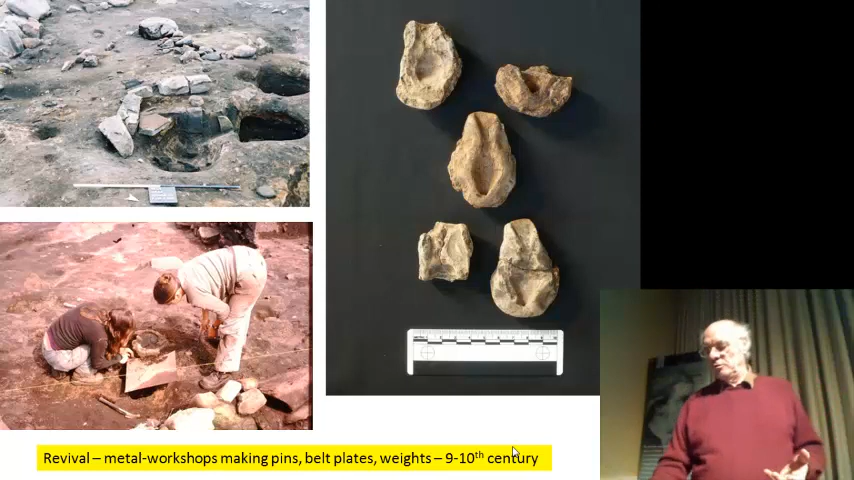 Revival – metal-workshops making pins, belt plates, weights – 9-10th century